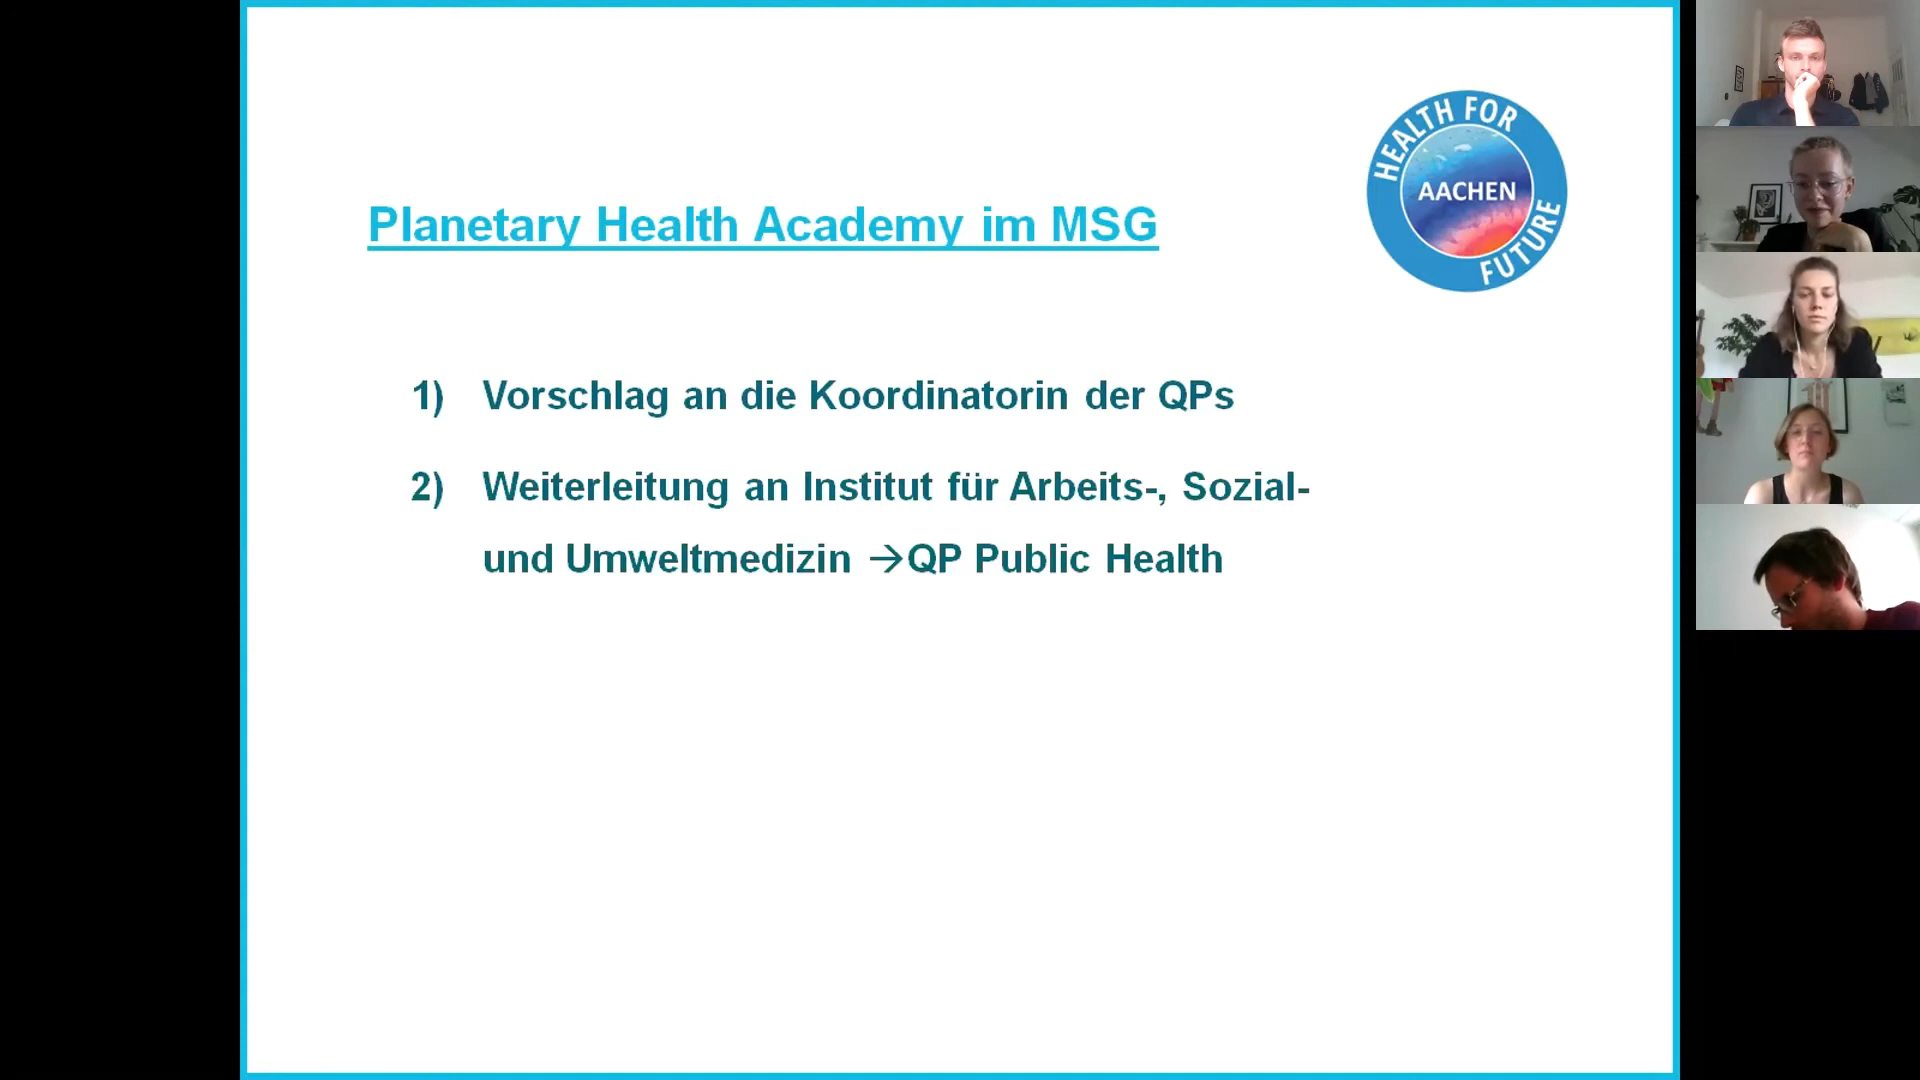 HEALTH FOR
AACHEN
FUTURE
Planetary Health Academy im MSG
1) Vorschlag an die Koordinatorin der QPs
2) Weiterleitung an Institut für Arbeits-, Sozial-
und Umweltmedizin →QP Public Health